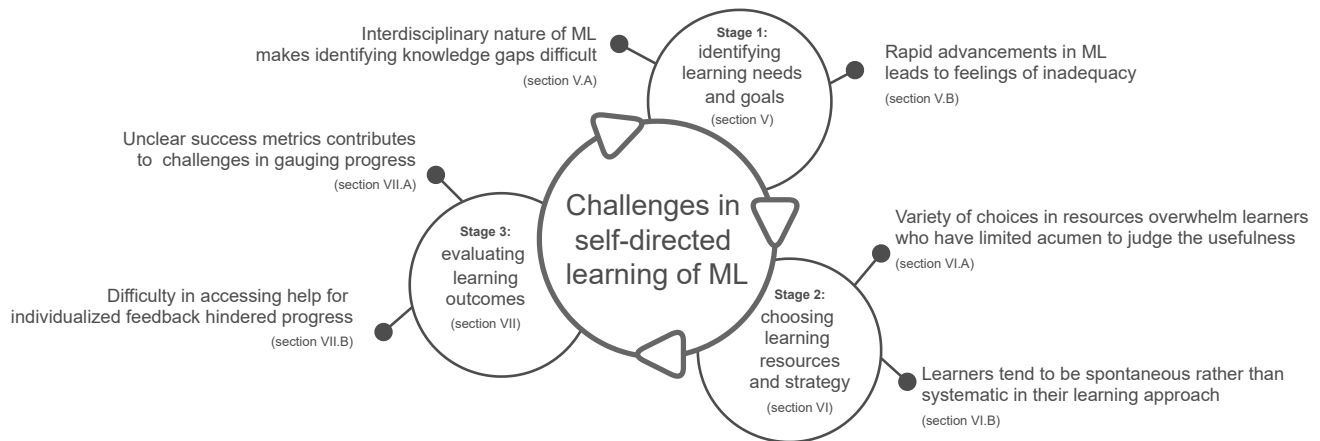 Challenges in
self-directed
learning of ML
Stage 1:
identifying
learning needs
and goals
(section V)
Interdisciplinary nature of ML
makes identifying knowledge gaps difficult
(section V.A)
Rapid advancements in ML
leads to feelings of inadequacy
(section V.B)
Stage 2:
choosing
learning
resources
and strategy
(section VI)
Variety of choices in resources overwhelm learners
who have limited acumen to judge the usefulness
(section VI.A)
Learners tend to be spontaneous rather than
systematic in their learning approach
(section VI.B)
Stage 3:
evaluating
learning
outcomes
(section VII)
Unclear success metrics contributes
to challenges in gauging progress
(section VII.A)
Difficulty in accessing help for
individualized feedback hindered progress
(section VII.B)